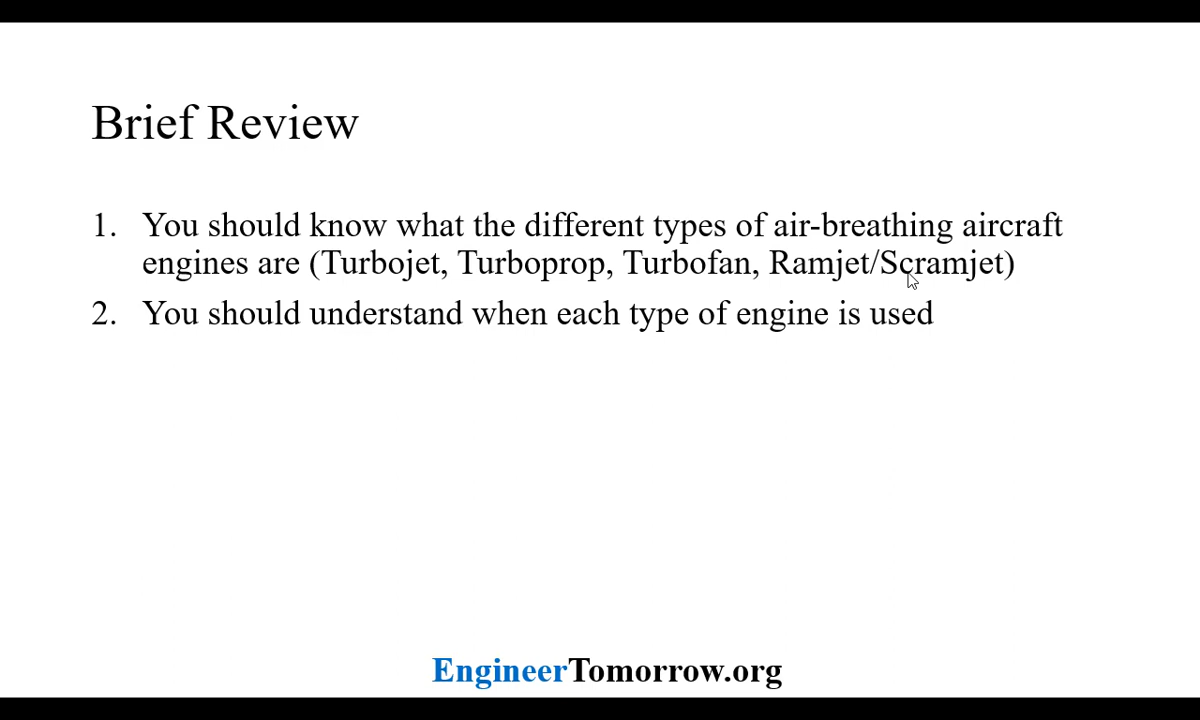 Brief Review
1. You should know what the different types of air-breathing aircraft
engines are (Turbojet, Turboprop, Turbofan, Ramjet/Scramjet)
2. You should understand when each type of engine is used
EngineerTomorrow.org